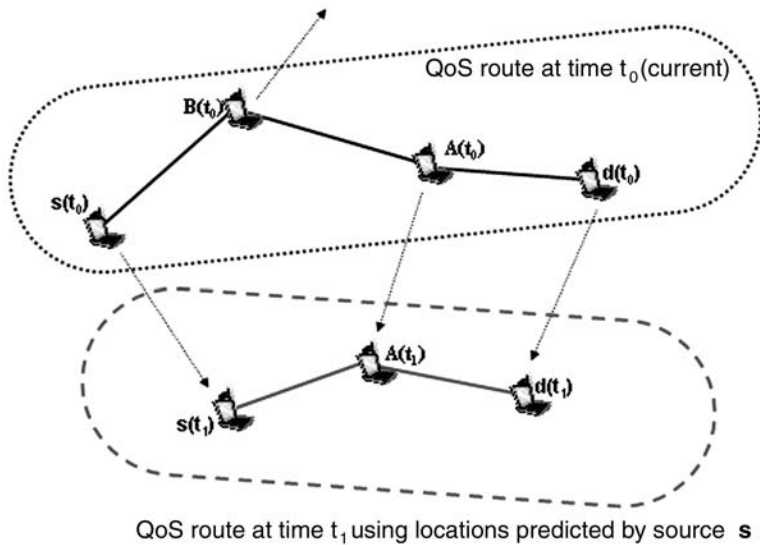 QoS route at time t₀(current)
B(t₀)
A(t₀)
d(t₀)
s(t₀)
A(t₁)
d(t₁)
s(t₁)
QoS route at time t₁ using locations predicted by source s